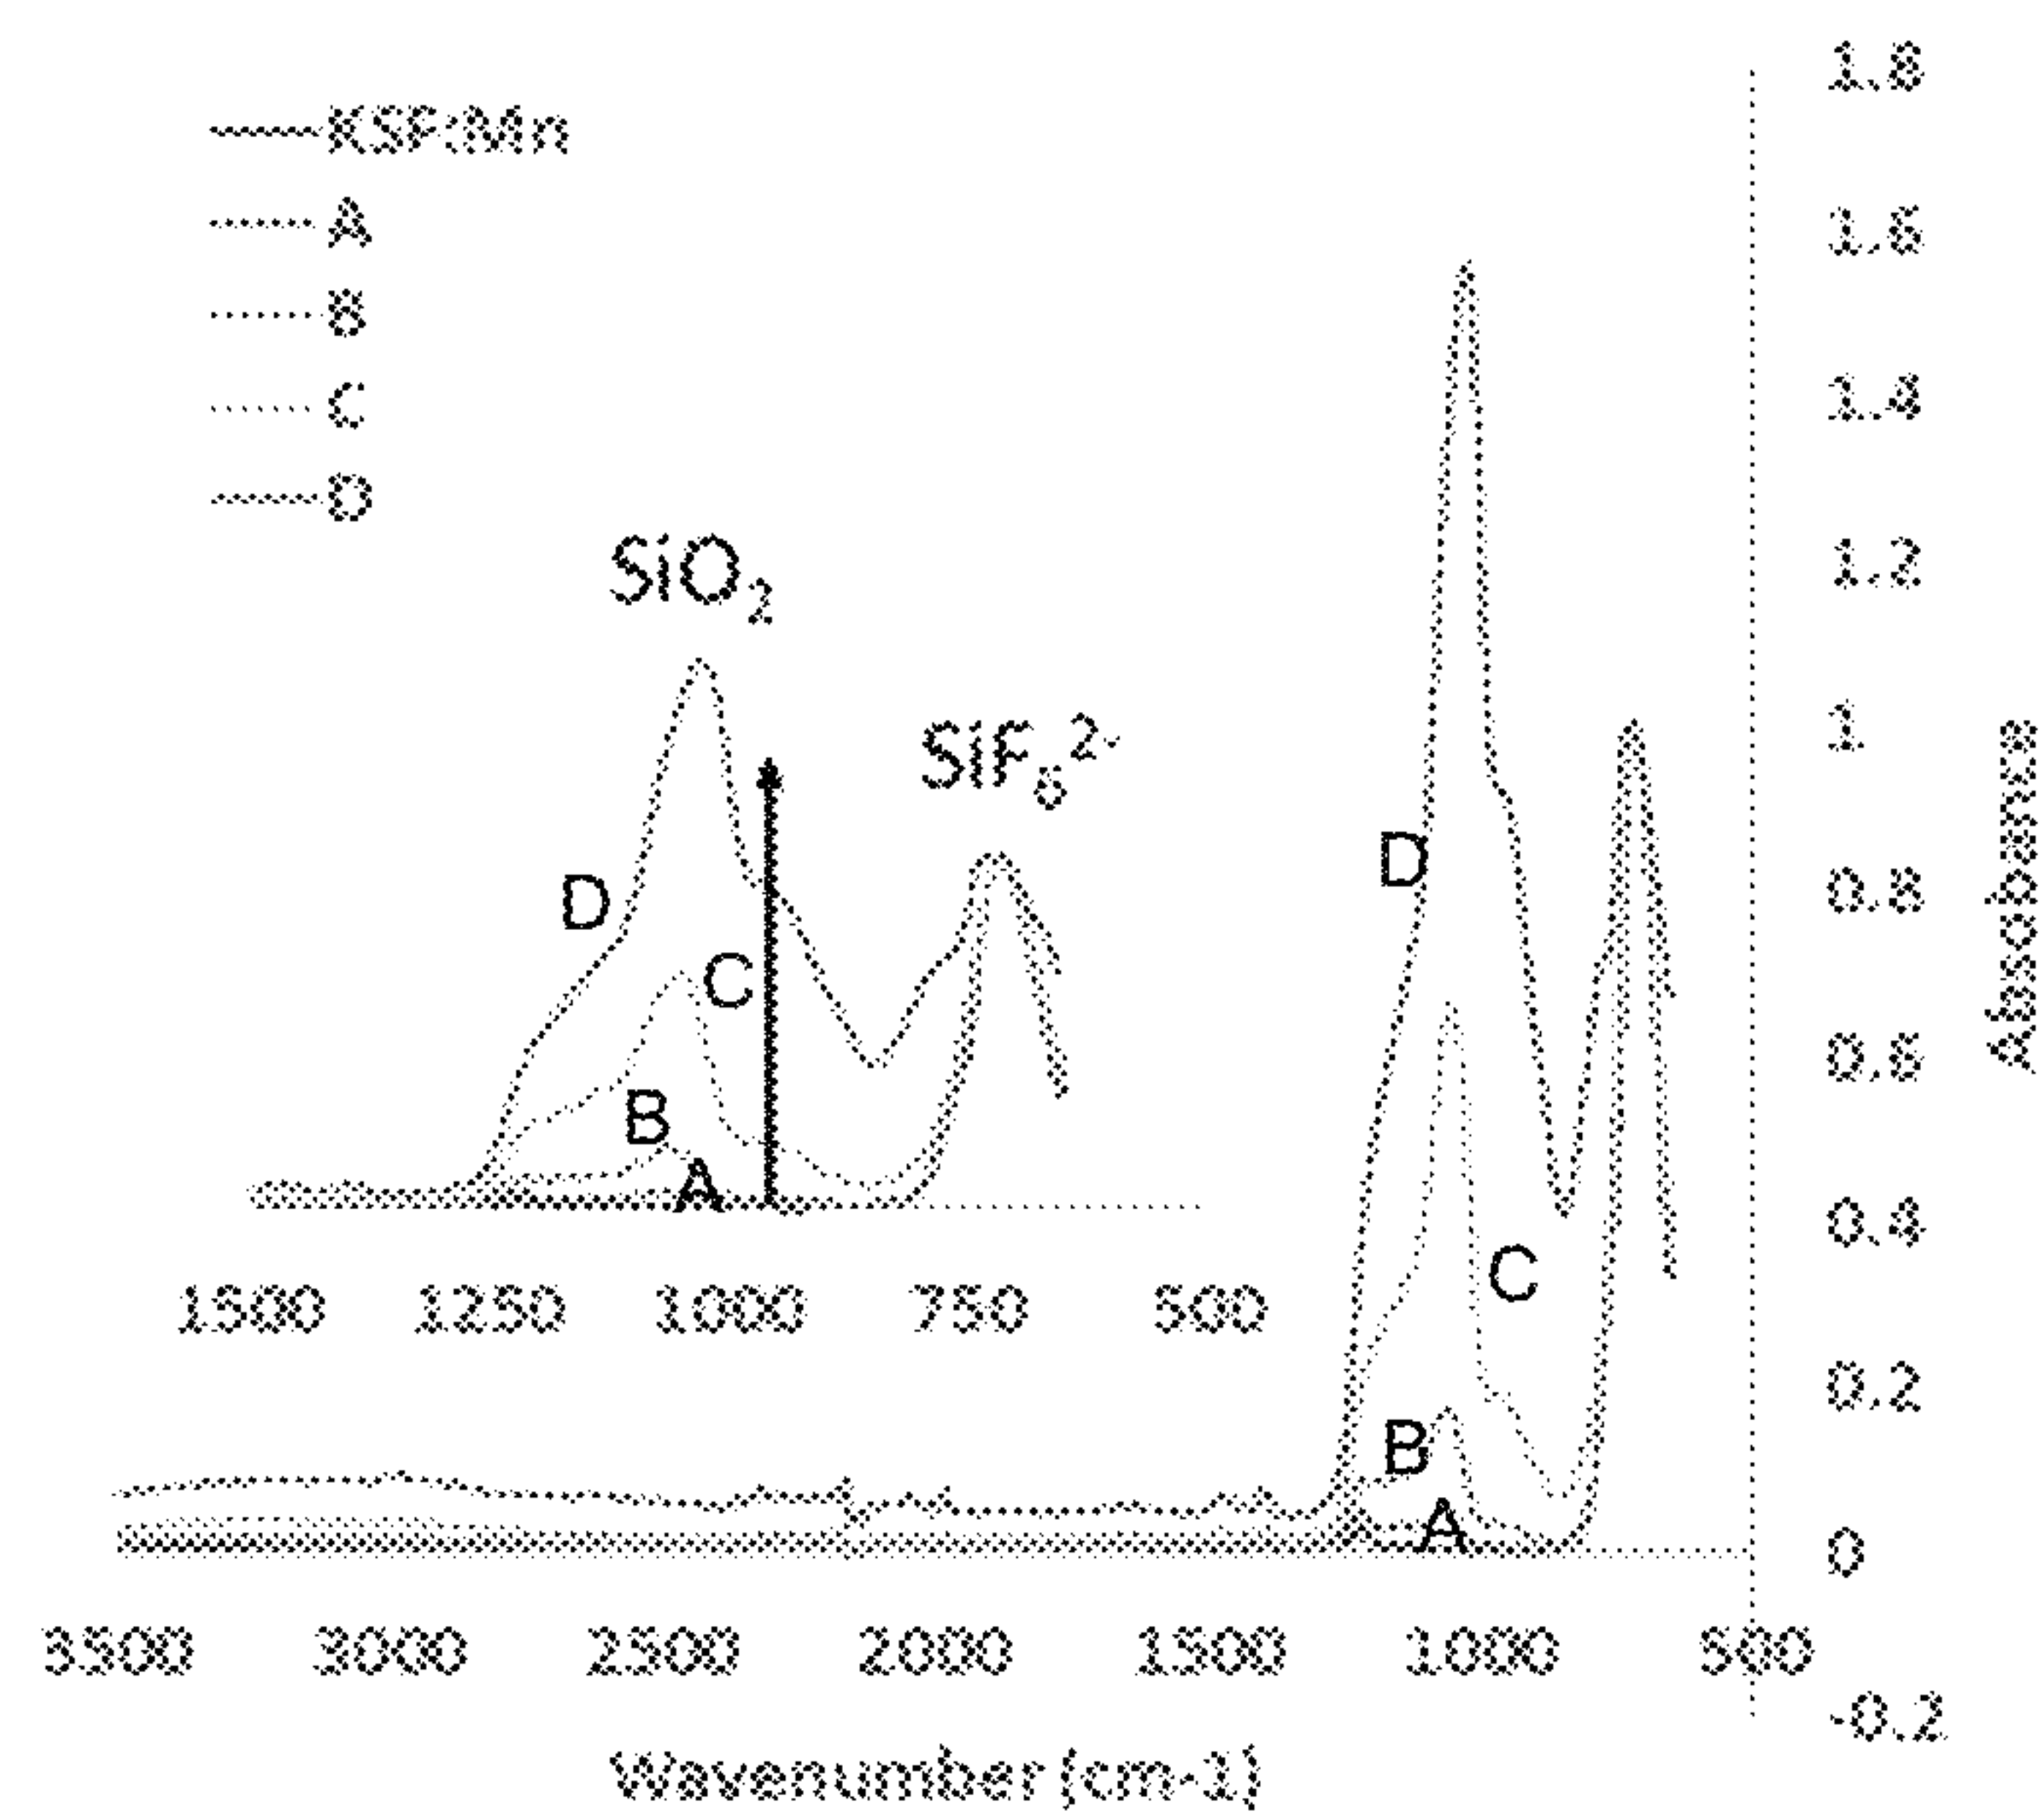 KSF:Mn
A
B
C
D
SiO2
SiF6 2-
D
C
B
A
1500 1250 1000 750 500
D
C
B
A
1.8
1.6
1.4
1.2
1
0.8
0.6
0.4
0.2
0
-0.2
Absorbance
3500 3000 2500 2000 1500 1000 500
Wavenumber (cm-1)